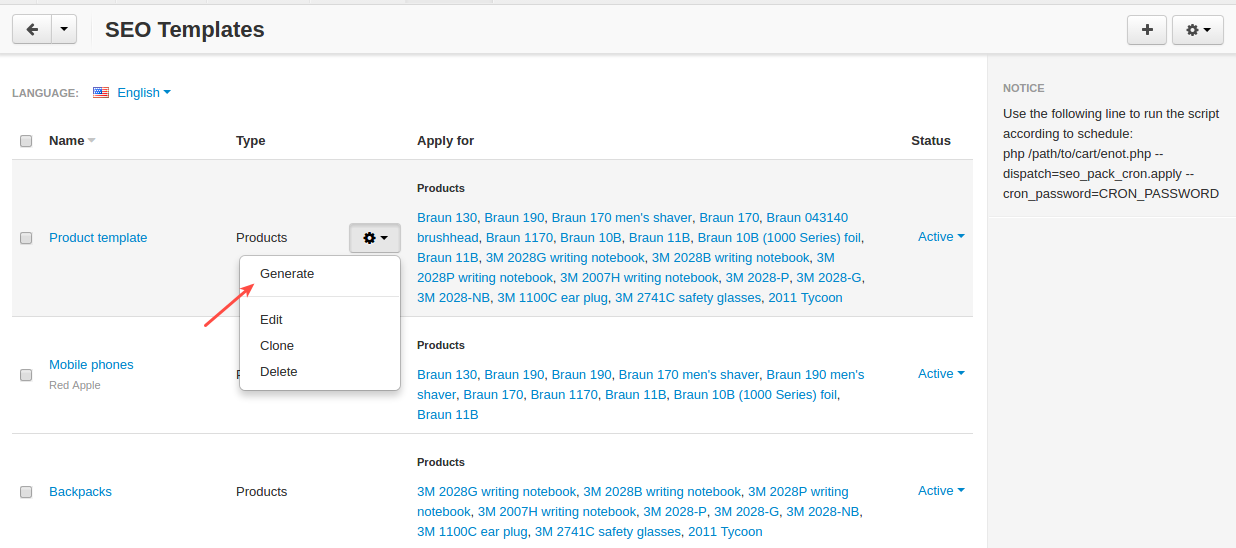 SEO Templates
LANGUAGE: English
Name Type Apply for Status
Products
Braun 130, Braun 190, Braun 170 men's shaver, Braun 170, Braun 043140
brushhead, Braun 1170, Braun 10B, Braun 11B, Braun 10B (1000 Series) foil,
Braun 11B, 3M 2028G writing notebook, 3M 2028B writing notebook, 3M
2028P writing notebook, 3M 2007H writing notebook, 3M 2028-P, 3M 2028-G,
3M 2028-NB, 3M 1100C ear plug, 3M 2741C safety glasses, 2011 Tycoon
Product template
Products
Active
Generate
Edit
Clone
Delete
Products
Mobile phones
Red Apple
Braun 130, Braun 190, Braun 190, Braun 170 men's shaver, Braun 190 men's
shaver, Braun 170, Braun 1170, Braun 11B, Braun 10B (1000 Series) foil,
Braun 11B
Active
Products
Backpacks
Products
3M 2028G writing notebook, 3M 2028B writing notebook, 3M 2028P writing
notebook, 3M 2007H writing notebook, 3M 2028-P, 3M 2028-G, 3M 2028-NB,
3M 1100C ear plug, 3M 2741C safety glasses, 2011 Tycoon
Active
NOTICE
Use the following line to run the script
according to schedule:
php /path/to/cart/enot.php --
dispatch=seo_pack_cron.apply --
cron_password=CRON_PASSWORD